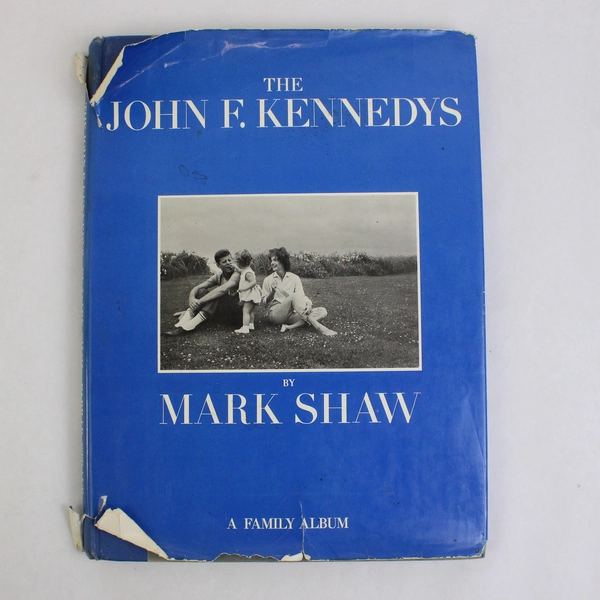 THE
JOHN F. KENNEDYS
BY
MARK SHAW
A FAMILY ALBUM